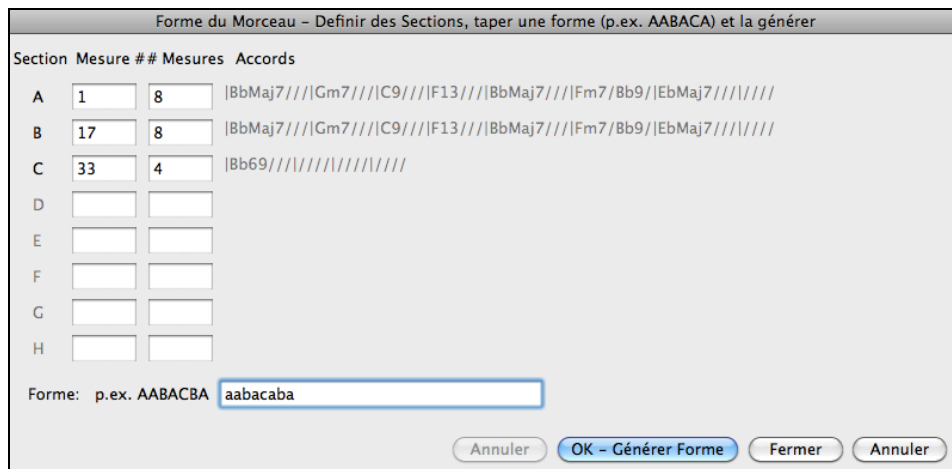 Forme du Morceau – Definir des Sections, taper une forme (p.ex. AABACA) et la générer
Section Mesure # # Mesures Accords
A 1 8 |BbMaj7///|Gm7///|C9///|F13///|BbMaj7///|Fm7/Bb9/|EbMaj7///|////
B 17 8 |BbMaj7///|Gm7///|C9///|F13///|BbMaj7///|Fm7/Bb9/|EbMaj7///|////
C 33 4 |Bb69///|////|////|////
D
E
F
G
H
Forme: p.ex. AABACBA aabacaba
Annuler OK – Générer Forme Fermer Annuler